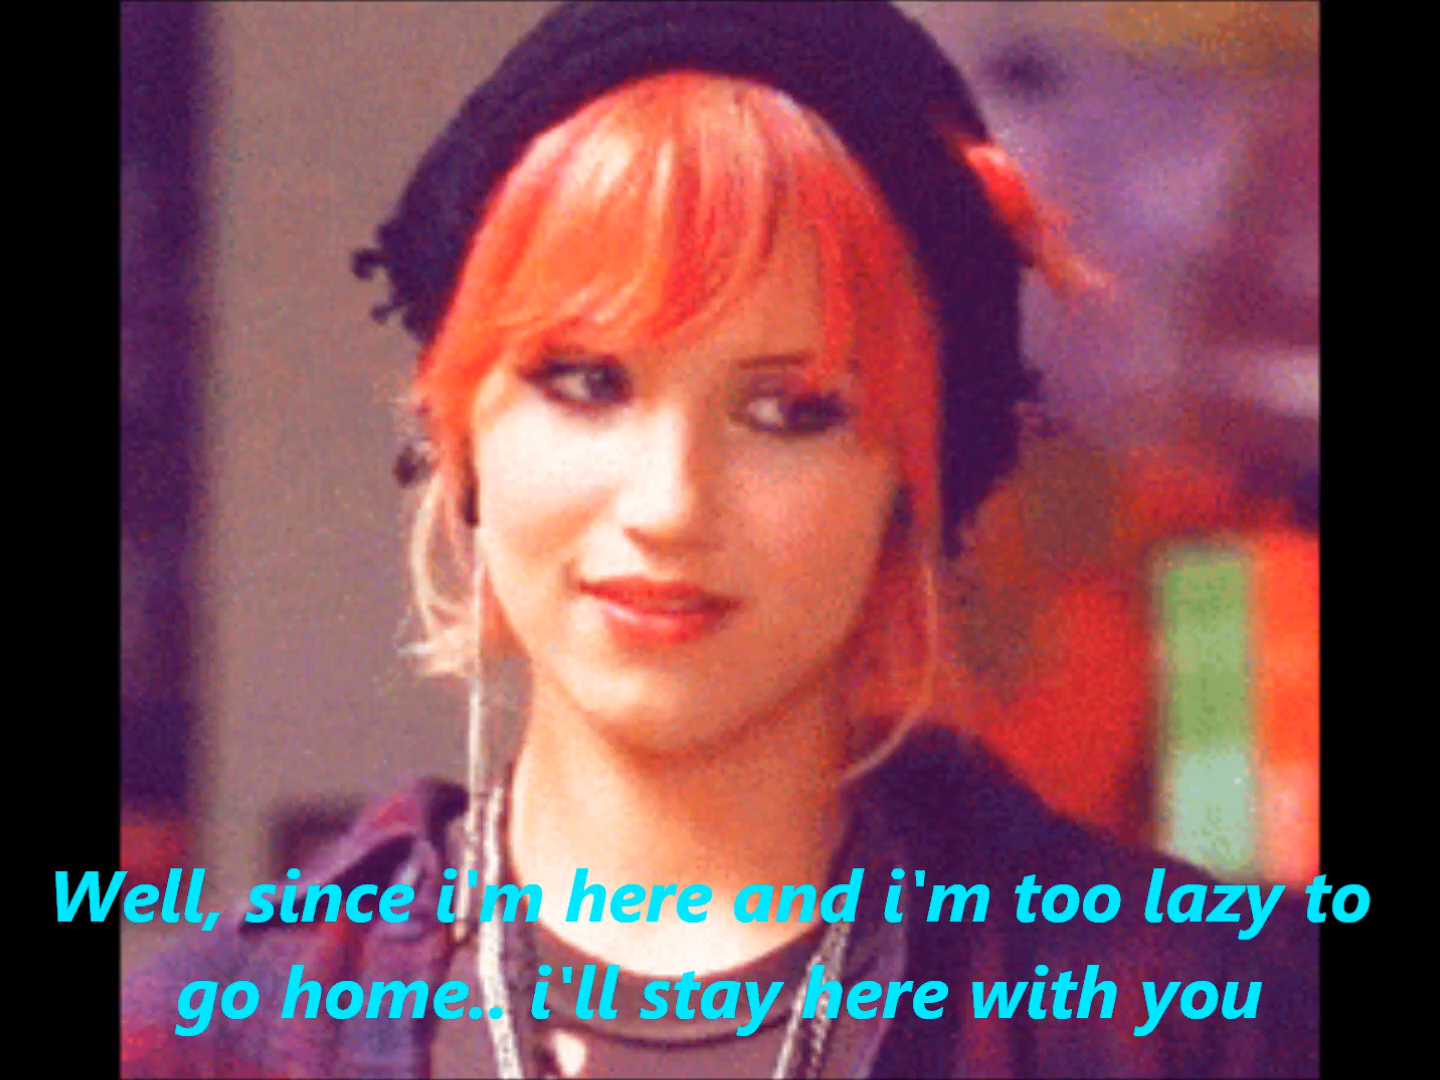 Well, since i'm here and i'm too lazy to
go home.. i'll stay here with you